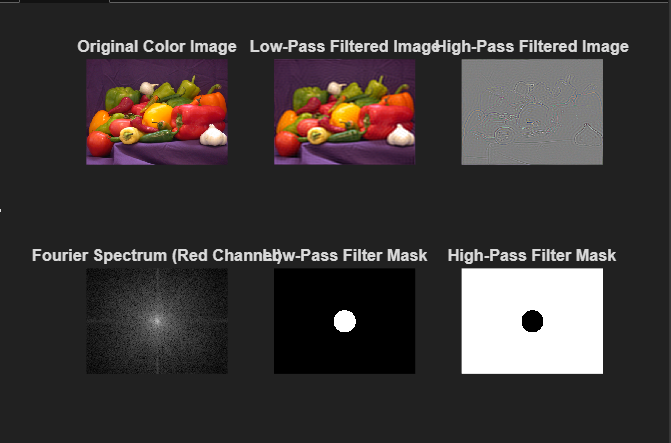 Original Color Image
Low-Pass Filtered Image
High-Pass Filtered Image
Fourier Spectrum (Red Channel)
Low-Pass Filter Mask
High-Pass Filter Mask